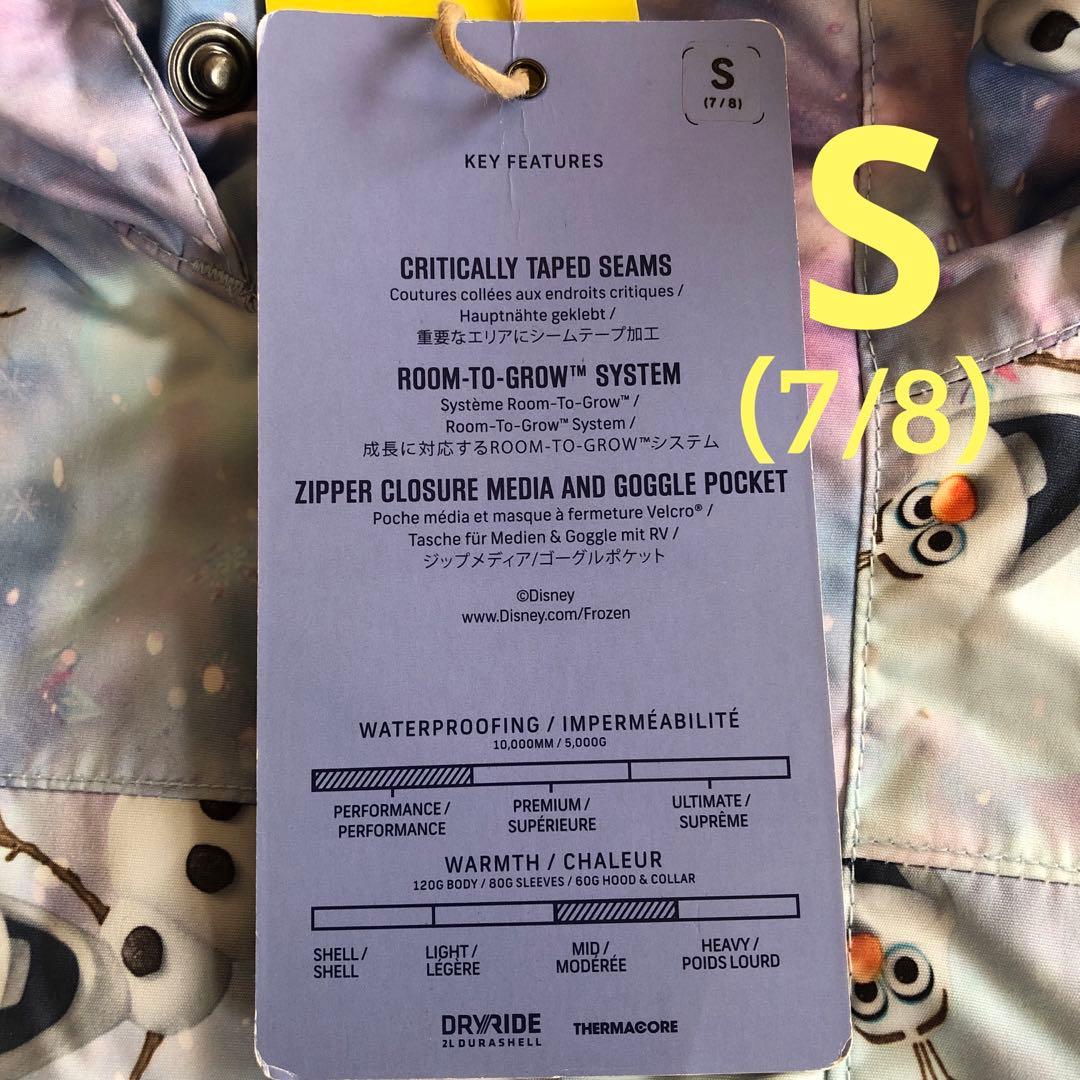 S
(7/8)
KEY FEATURES
S
(7/8)
CRITICALLY TAPED SEAMS
Coutures collées aux endroits critiques /
Hauptnähte geklebt /
重要なエリアにシームテープ加工
ROOM-TO-GROW™ SYSTEM
Système Room-To-Grow™ /
Room-To-Grow™ System /
成長に対応するROOM-TO-GROW™システム
ZIPPER CLOSURE MEDIA AND GOGGLE POCKET
Poche média et masque à fermeture Velcro® /
Tasche für Medien & Goggle mit RV /
ジップメディア/ゴーグルポケット
©Disney
www.Disney.com/Frozen
WATERPROOFING / IMPERMÉABILITÉ
10,000MM / 5,000G
PERFORMANCE /
PERFORMANCE
PREMIUM /
SUPÉRIEURE
ULTIMATE /
SUPRÊME
WARMTH / CHALEUR
120G BODY / 80G SLEEVES / 60G HOOD & COLLAR
SHELL /
SHELL
LIGHT /
LÉGÈRE
MID /
MODÉRÉE
HEAVY /
POIDS LOURD
DRYRIDE
2L DURASHELL
THERMACORE